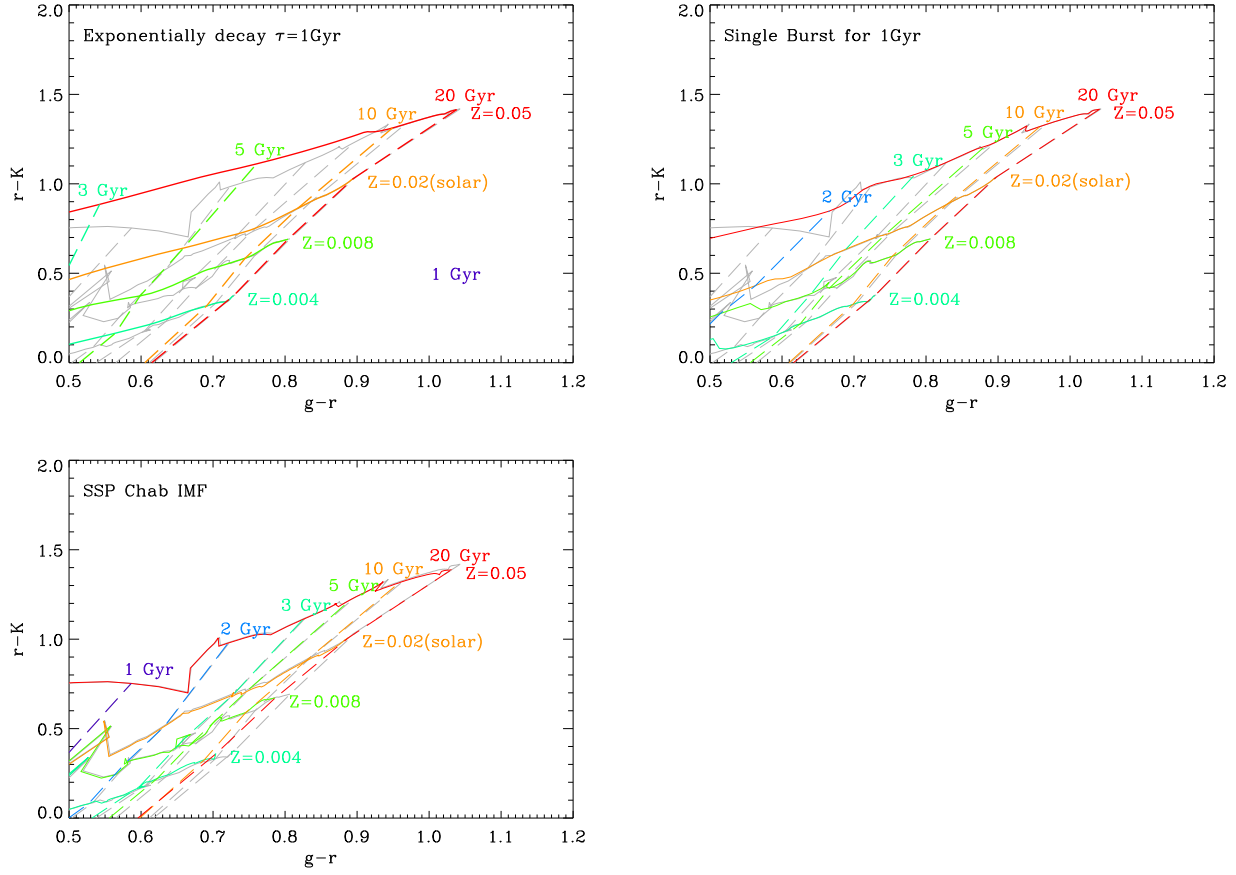 Exponentially decay τ=1Gyr
2.0
1.5
1.0
0.5
0.0
r-K
20 Gyr
Z=0.05
10 Gyr
5 Gyr
3 Gyr
Z=0.02(solar)
Z=0.008
1 Gyr
Z=0.004
0.5 0.6 0.7 0.8 0.9 1.0 1.1 1.2
g-r
Single Burst for 1Gyr
2.0
1.5
1.0
0.5
0.0
r-K
20 Gyr
Z=0.05
10 Gyr
5 Gyr
3 Gyr
Z=0.02(solar)
2 Gyr
Z=0.008
Z=0.004
0.5 0.6 0.7 0.8 0.9 1.0 1.1 1.2
g-r
SSP Chab IMF
2.0
1.5
1.0
0.5
0.0
r-K
20 Gyr
Z=0.05
10 Gyr
5 Gyr
3 Gyr
2 Gyr
Z=0.02(solar)
1 Gyr
Z=0.008
Z=0.004
0.5 0.6 0.7 0.8 0.9 1.0 1.1 1.2
g-r